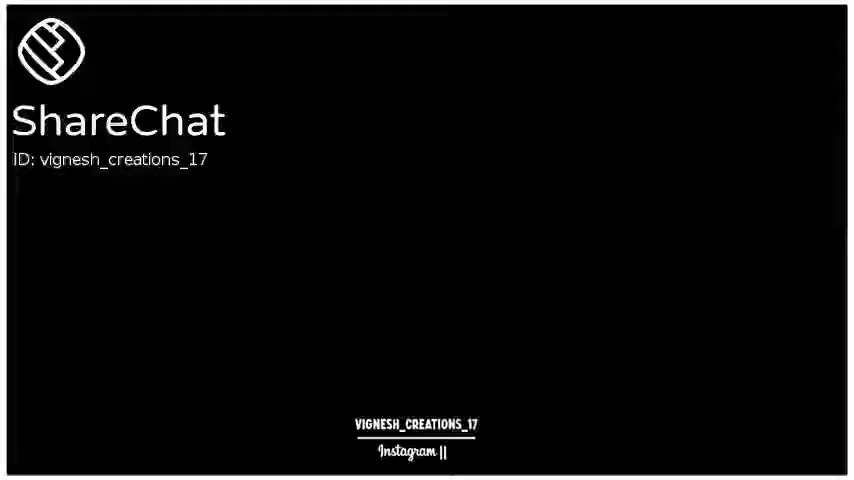 ShareChat
ID: vignesh_creations_17
VIGNESH_CREATIONS_17
Instagram ||